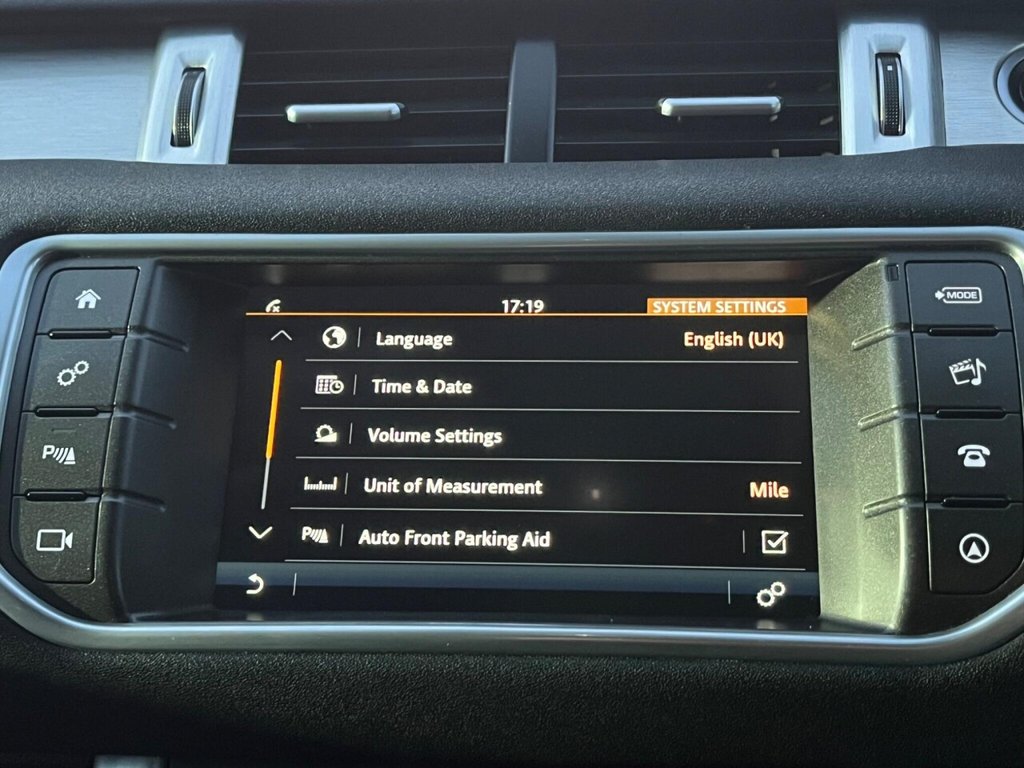 17:19 SYSTEM SETTINGS
MODE
Language English (UK)
Time & Date
Volume Settings
P
Unit of Measurement Mile
P Auto Front Parking Aid